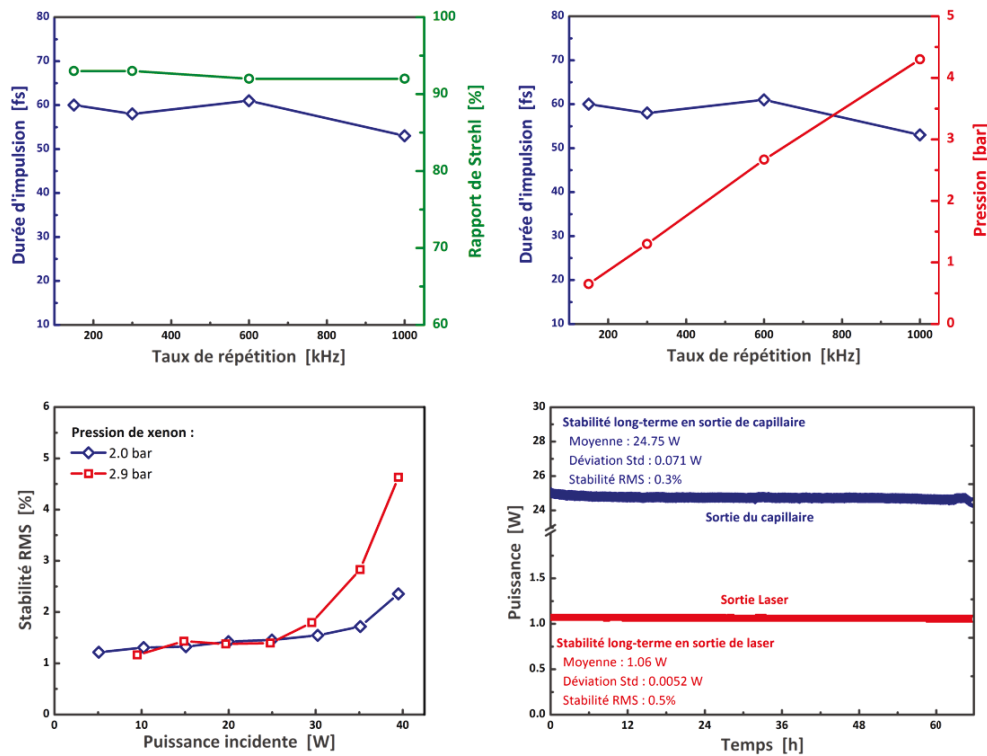 80
70
60
50
40
30
20
10
Durée d'impulsion [fs]
100
90
80
70
60
Rapport de Strehl [%]
200 400 600 800 1000
Taux de répétition [kHz]
80
70
60
50
40
30
20
10
Durée d'impulsion [fs]
5
4
3
2
1
0
Pression [bar]
200 400 600 800 1000
Taux de répétition [kHz]
6
5
4
3
2
1
0
Stabilité RMS [%]
Pression de xenon :
2.0 bar
2.9 bar
0 10 20 30 40
Puissance incidente [W]
30
28
26
24
1.5
1.0
0.5
0.0
Puissance [W]
Stabilité long-terme en sortie de capillaire
Moyenne : 24.75 W
Déviation Std : 0.071 W
Stabilité RMS : 0.3%
Sortie du capillaire
Sortie Laser
Stabilité long-terme en sortie de laser
Moyenne : 1.06 W
Déviation Std : 0.0052 W
Stabilité RMS : 0.5%
0 12 24 36 48 60
Temps [h]